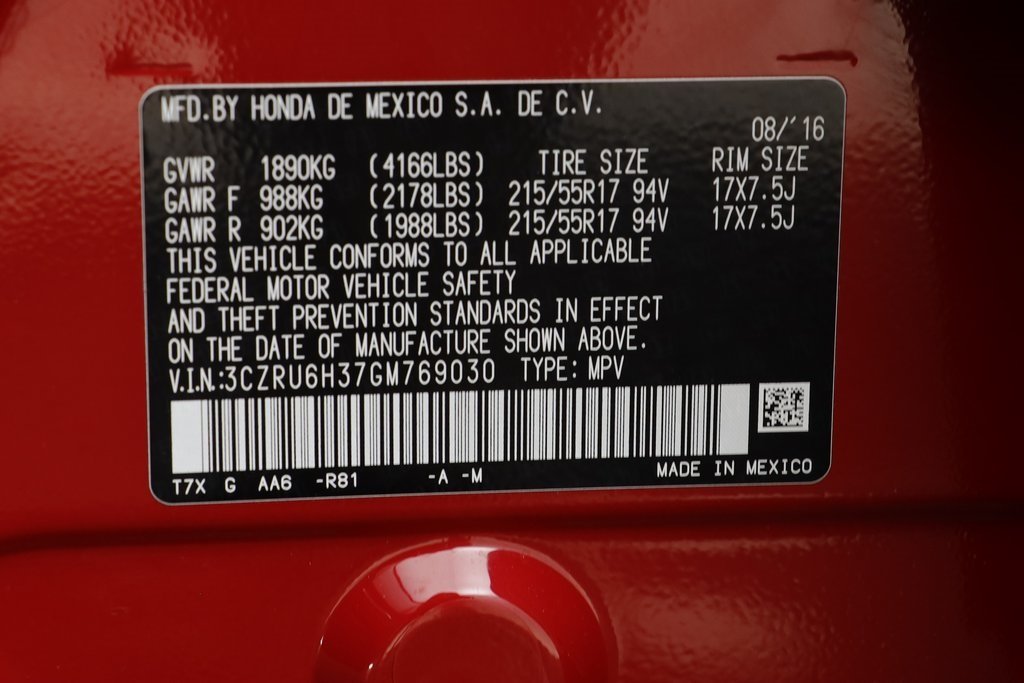 MFD.BY HONDA DE MEXICO S.A. DE C.V.
08/'16
GVWR 1890KG (4166LBS) TIRE SIZE RIM SIZE
GAWR F 988KG (2178LBS) 215/55R17 94V 17X7.5J
GAWR R 902KG (1988LBS) 215/55R17 94V 17X7.5J
THIS VEHICLE CONFORMS TO ALL APPLICABLE
FEDERAL MOTOR VEHICLE SAFETY
AND THEFT PREVENTION STANDARDS IN EFFECT
ON THE DATE OF MANUFACTURE SHOWN ABOVE.
V.I.N.:3CZRU6H37GM769030 TYPE: MPV
T7X G AA6 -R81 -A -M MADE IN MEXICO